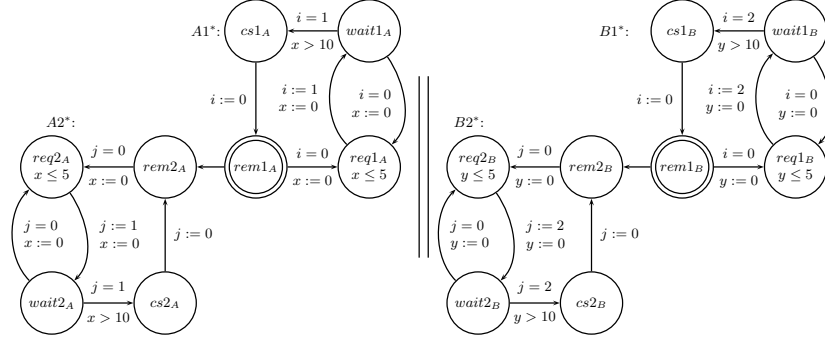 A1*:
cs1_A
i = 1
x > 10
wait1_A
i := 0
i := 1
x := 0
i = 0
x := 0
A2*:
req2_A
x ≤ 5
j = 0
x := 0
rem2_A
rem1_A
i = 0
x := 0
req1_A
x ≤ 5
j = 0
x := 0
j := 1
x := 0
j := 0
wait2_A
j = 1
x > 10
cs2_A
B1*:
cs1_B
i = 2
y > 10
wait1_B
i := 0
i := 2
y := 0
i = 0
y := 0
B2*:
req2_B
y ≤ 5
j = 0
y := 0
rem2_B
rem1_B
i = 0
y := 0
req1_B
y ≤ 5
j = 0
y := 0
j := 2
y := 0
j := 0
wait2_B
j = 2
y > 10
cs2_B